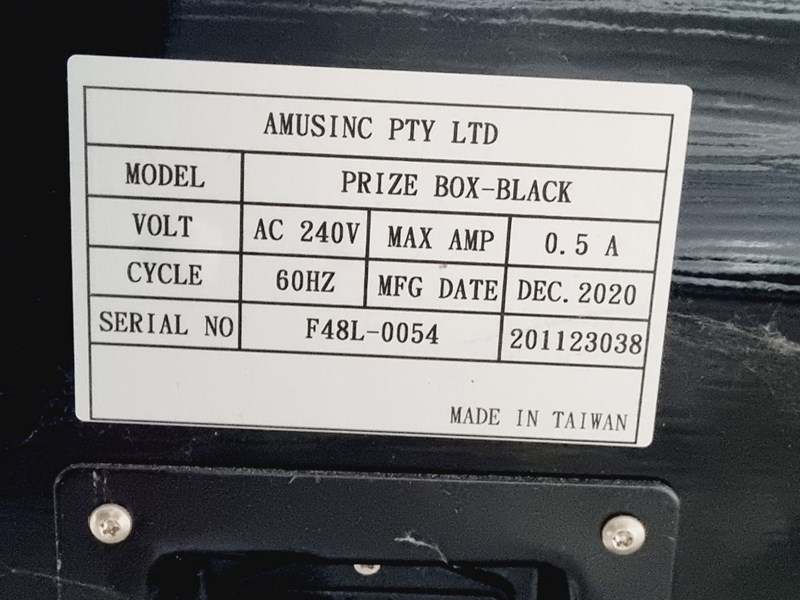 AMUSINC PTY LTD
MODEL PRIZE BOX-BLACK
VOLT AC 240V MAX AMP 0.5 A
CYCLE 60HZ MFG DATE DEC. 2020
SERIAL NO F48L-0054 201123038
MADE IN TAIWAN